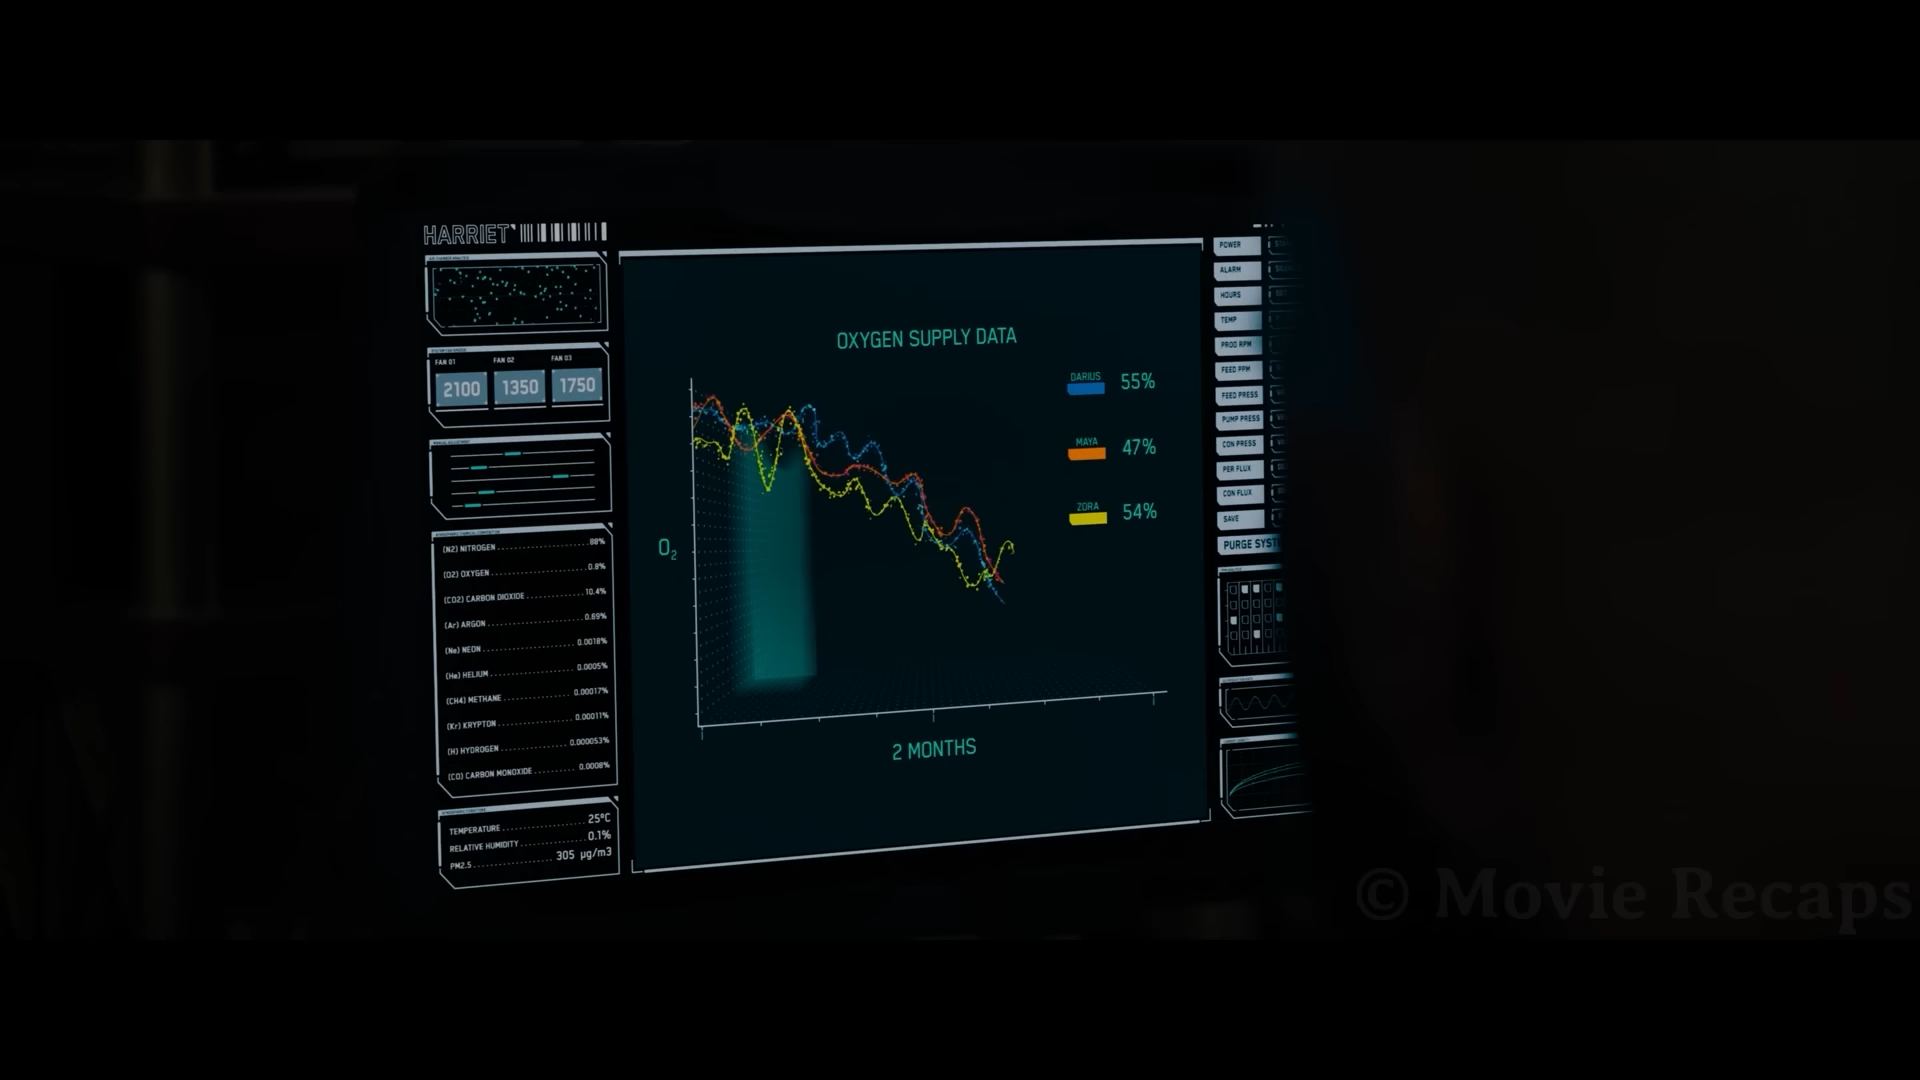 HARRIET
FAN 01 FAN 02 FAN 03
2100 1350 1750
MANUAL ADJUSTMENT
(N2) NITROGEN 88%
(O2) OXYGEN 0.8%
(CO2) CARBON DIOXIDE 10.4%
(Ar) ARGON 0.69%
(Ne) NEON 0.0018%
(He) HELIUM 0.0005%
(CH4) METHANE 0.00017%
(Kr) KRYPTON 0.00011%
(H) HYDROGEN 0.000053%
(CO) CARBON MONOXIDE 0.0008%
TEMPERATURE 25ºC
RELATIVE HUMIDITY 0.1%
PM2.5 305 µg/m3
OXYGEN SUPPLY DATA
DARIUS 55%
MAYA 47%
ZORA 54%
O2
2 MONTHS
POWER
ALARM
HOURS
TEMP
PROD RPM
FEED PPM
FEED PRESS
PUMP PRESS
CON PRESS
PER FLUX
CON FLUX
SAVE
PURGE SYST
© Movie Recaps